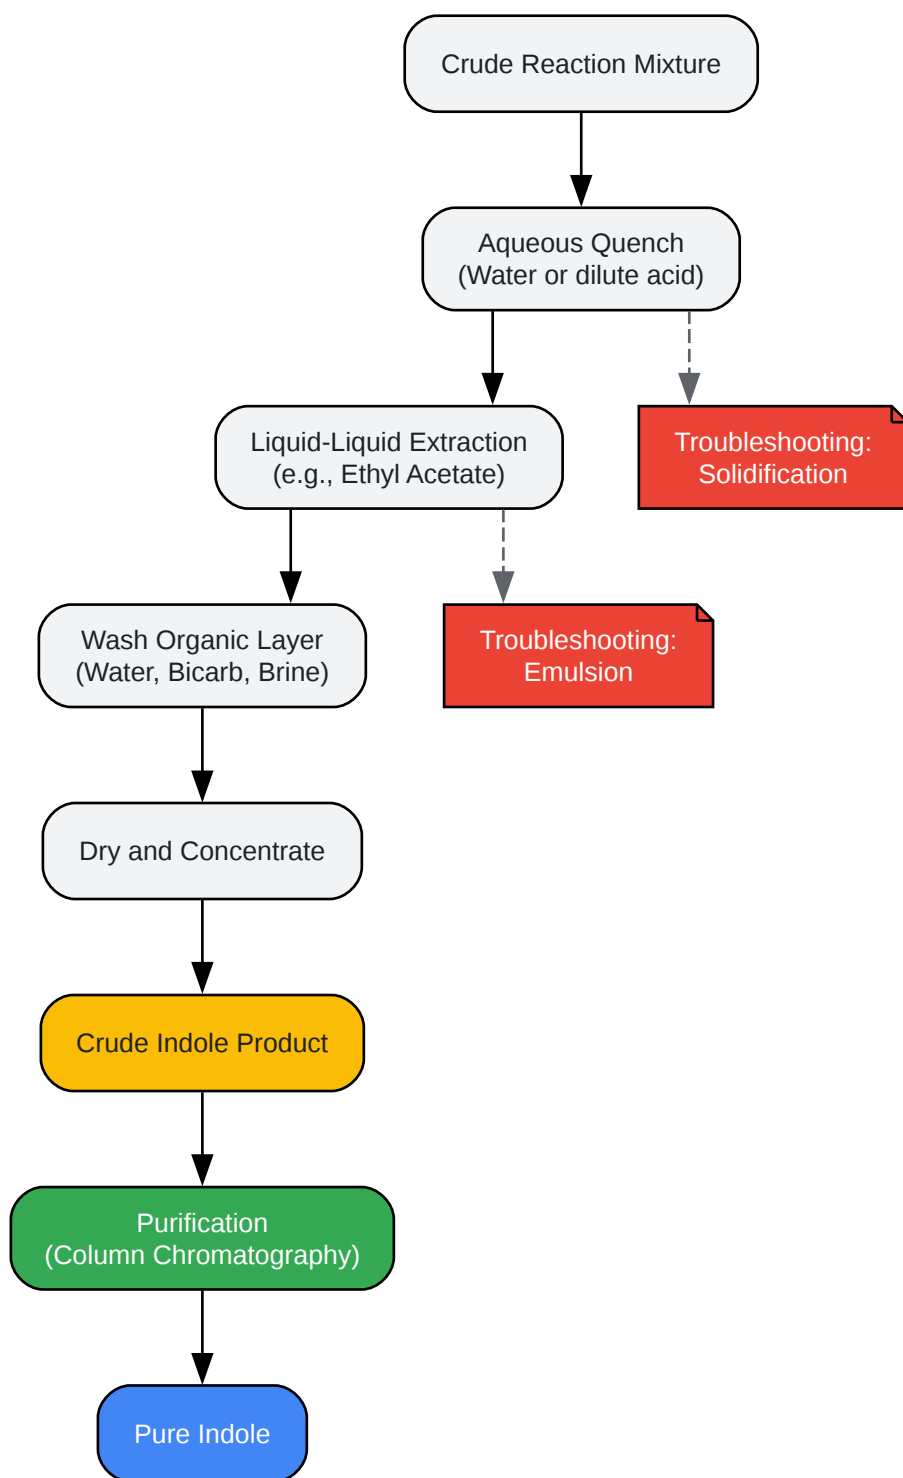 Crude Reaction Mixture
Aqueous Quench
(Water or dilute acid)
Liquid-Liquid Extraction
(e.g., Ethyl Acetate)
Troubleshooting:
Solidification
Wash Organic Layer
(Water, Bicarb, Brine)
Troubleshooting:
Emulsion
Dry and Concentrate
Crude Indole Product
Purification
(Column Chromatography)
Pure Indole